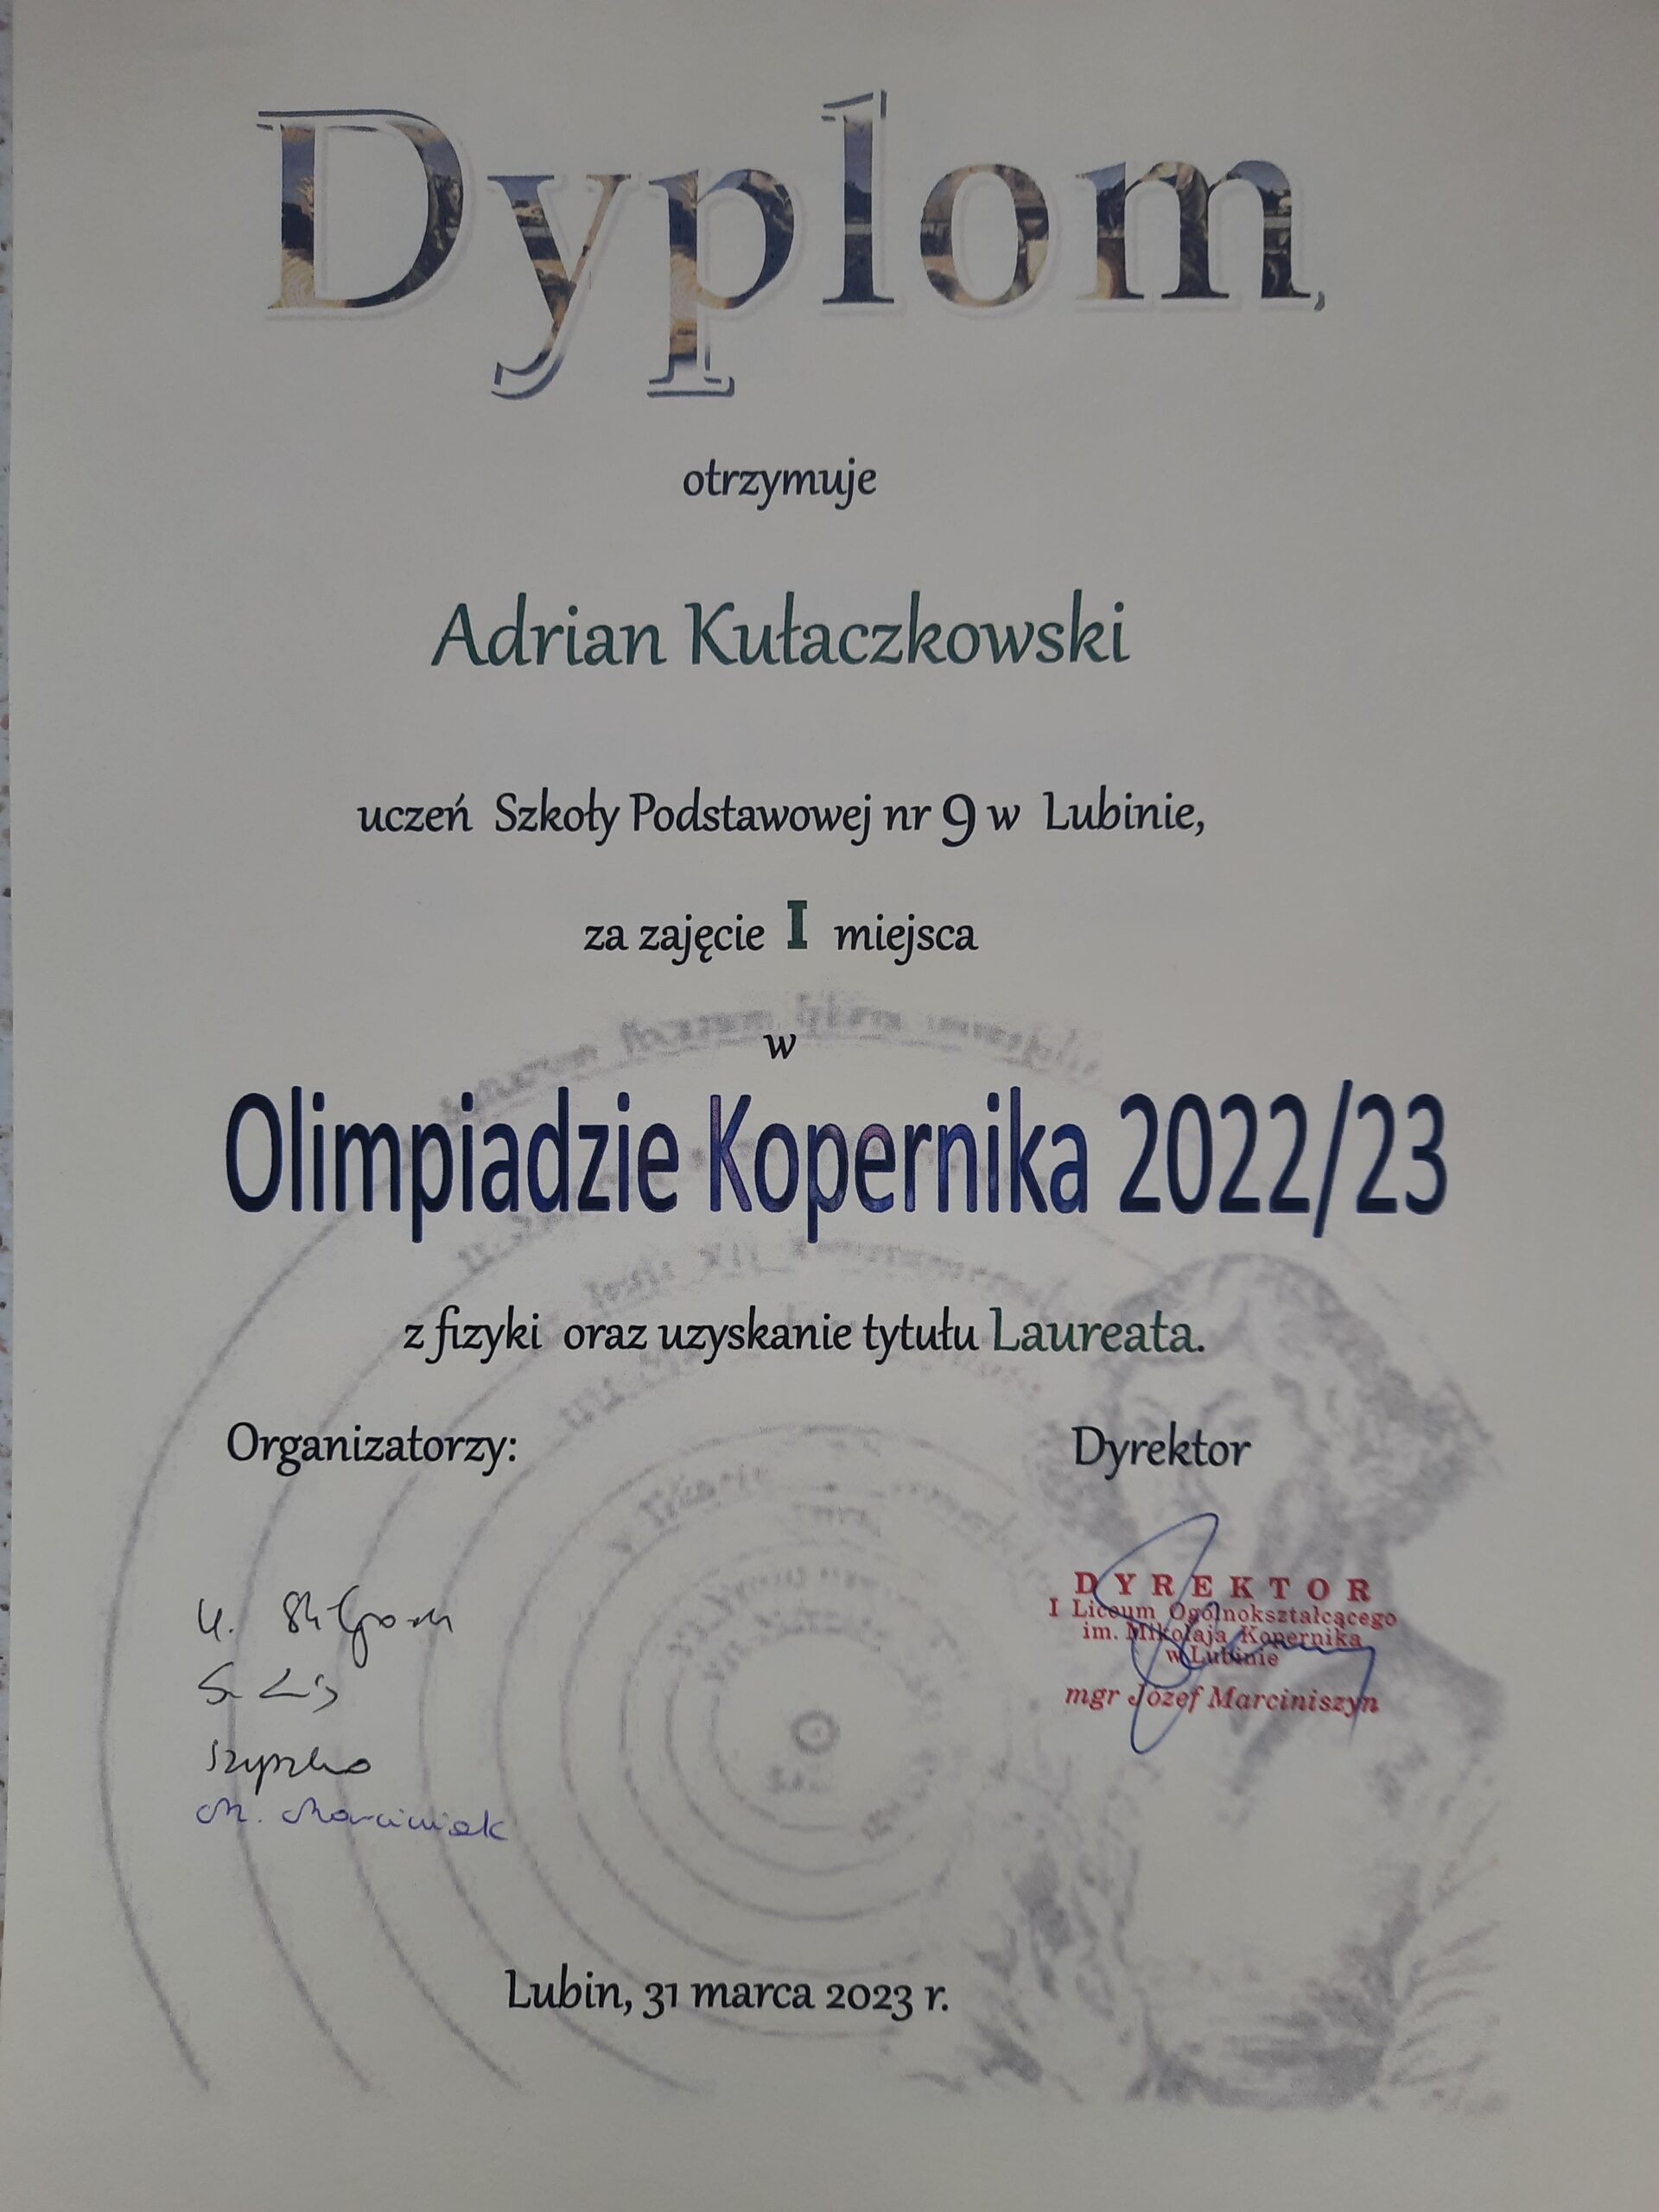 Dyplom
otrzymuje
Adrian Kułaczkowski
uczeń Szkoły Podstawowej nr 9 w Lubinie,
za zajęcie I miejsca
w
Olimpiadzie Kopernika 2022/23
z fizyki oraz uzyskanie tytułu Laureata.
Organizatorzy:
Dyrektor
DYREKTOR
I Liceum Ogólnokształcącego
im. Mikołaja Kopernika
w Lubinie
mgr Józef Marciniszyn
M. Marciniak
Lubin, 31 marca 2023 r.